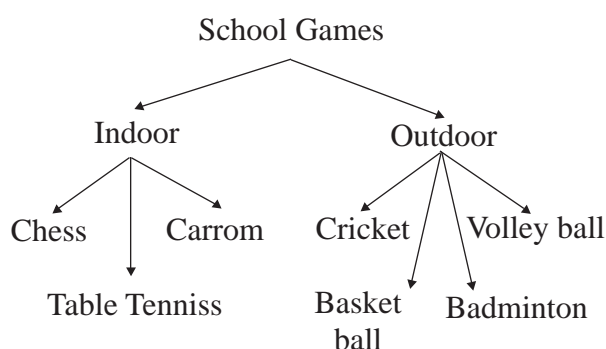 School Games
Indoor
Outdoor
Chess
Carrom
Cricket
Volley ball
Table Tenniss
Basket
ball
Badminton